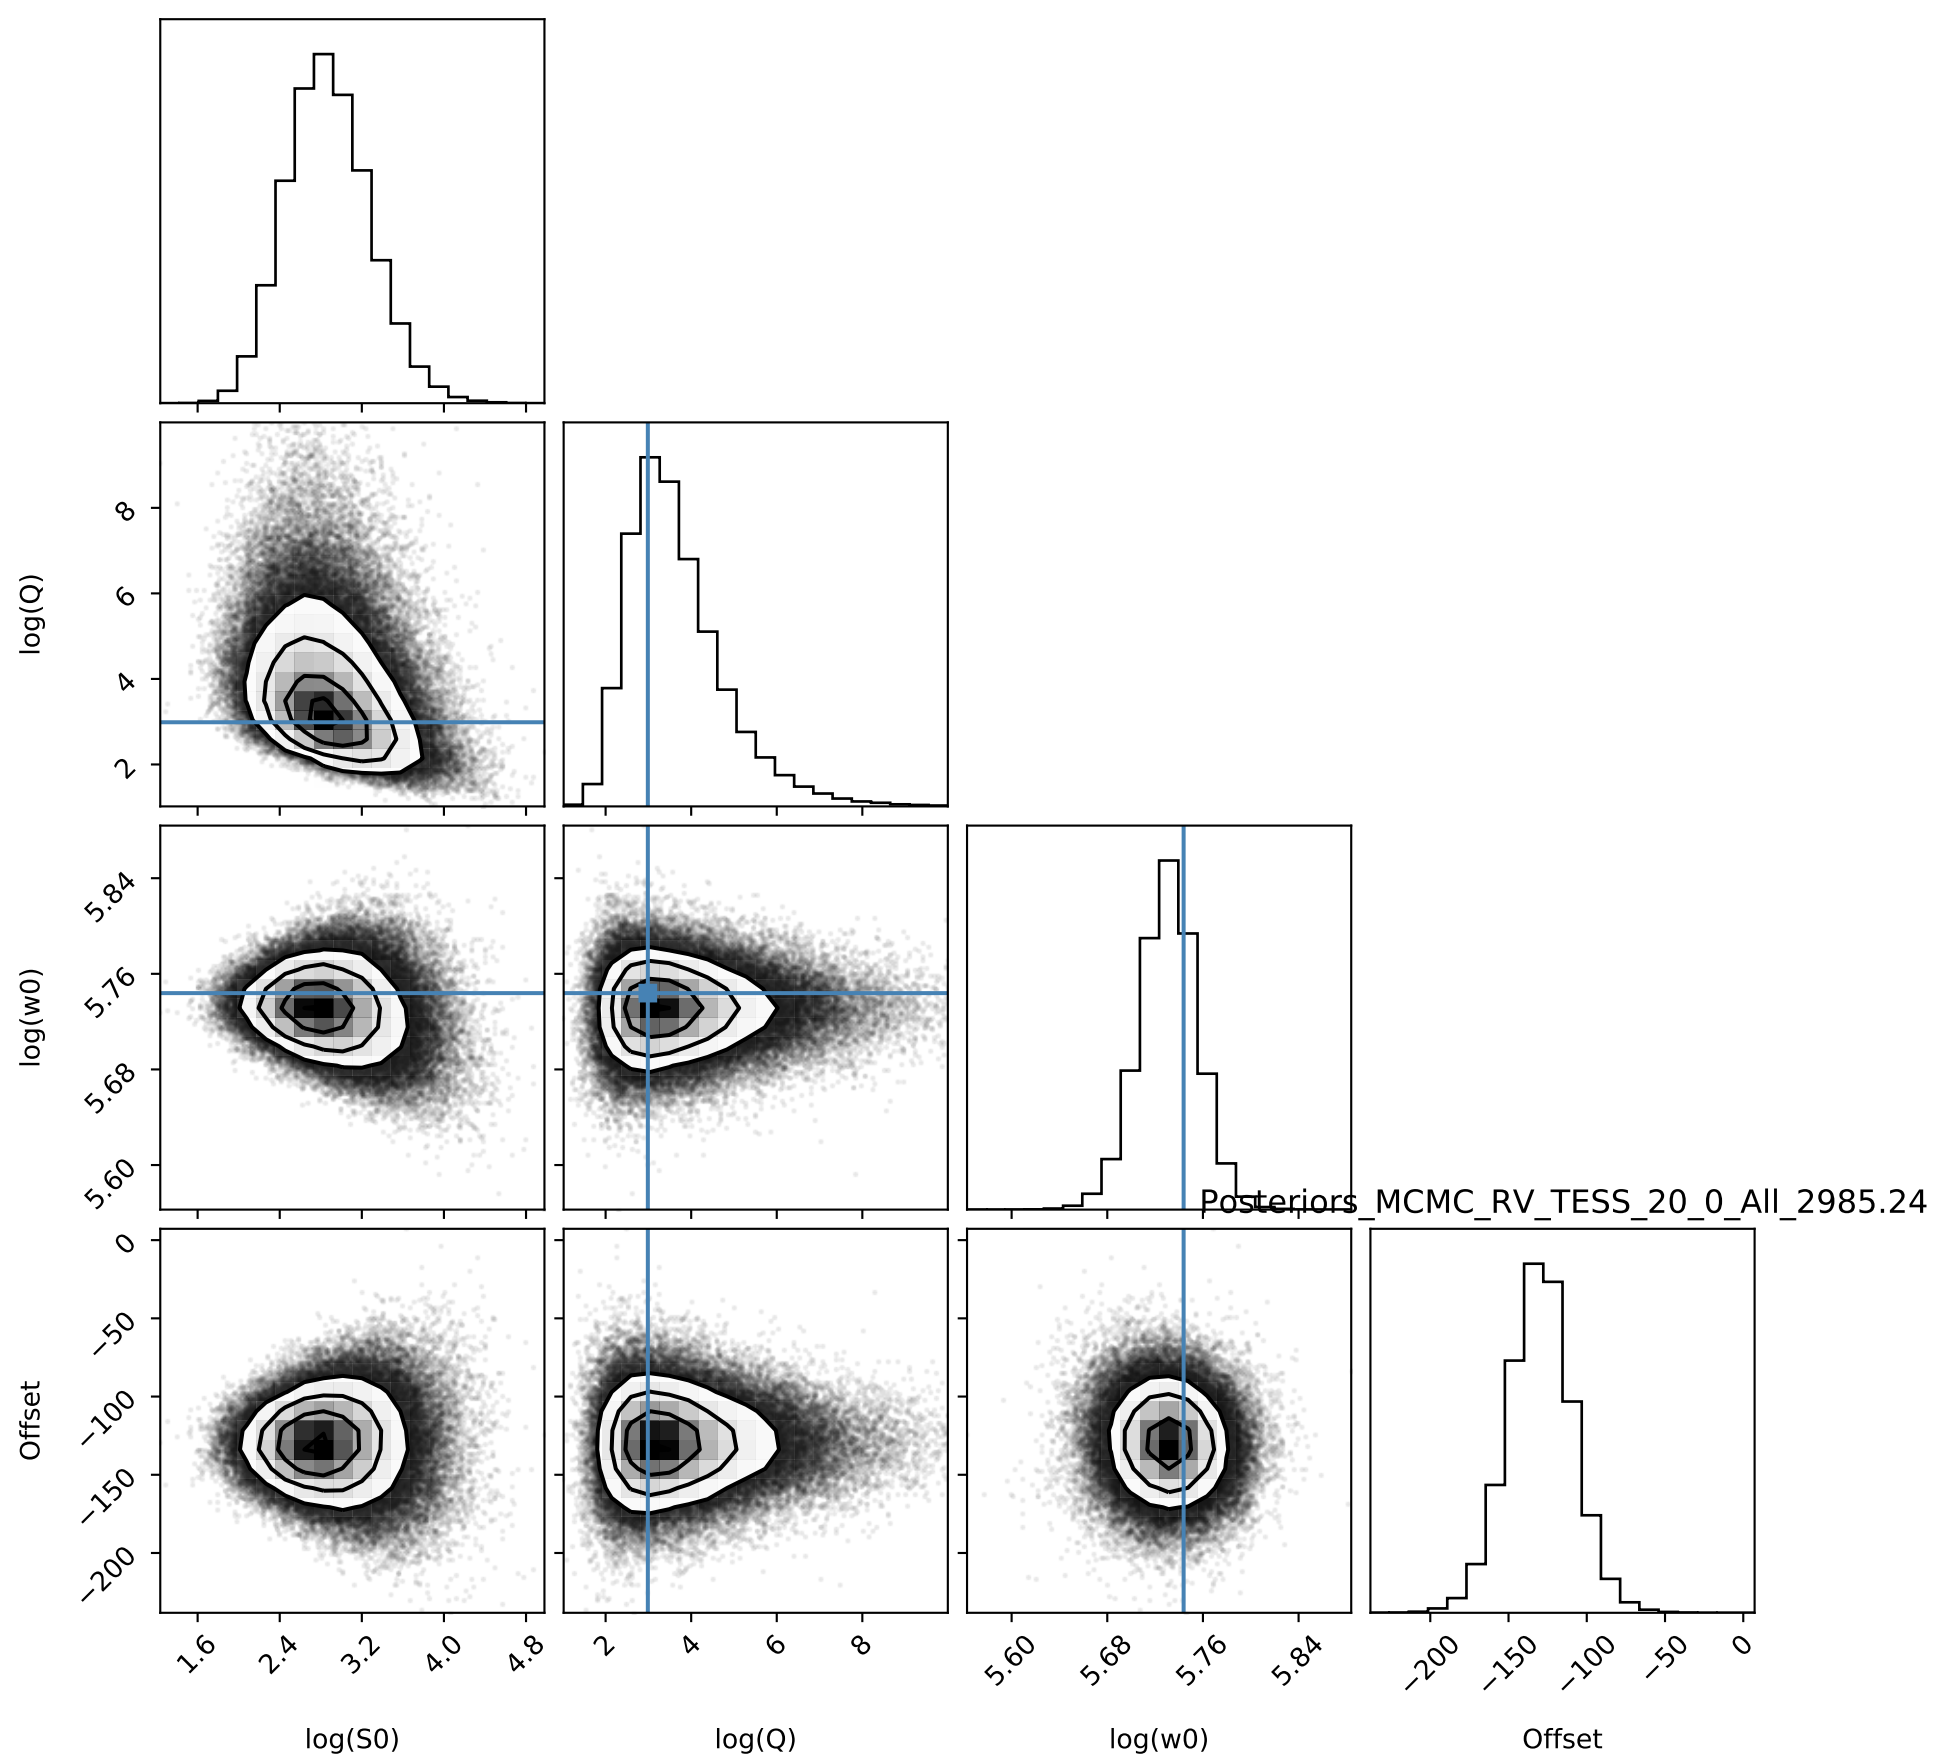 log(Q)
8
6
4
2
log(w0)
5.84
5.76
5.68
5.60
Posteriors_MCMC_RV_TESS_20_0_All_2985.24
Offset
0
−50
−100
−150
−200
1.6 2.4 3.2 4.0 4.8 2 4 6 8 5.60 5.68 5.76 5.84 −200 −150 −100 −50 0
log(S0) log(Q) log(w0) Offset